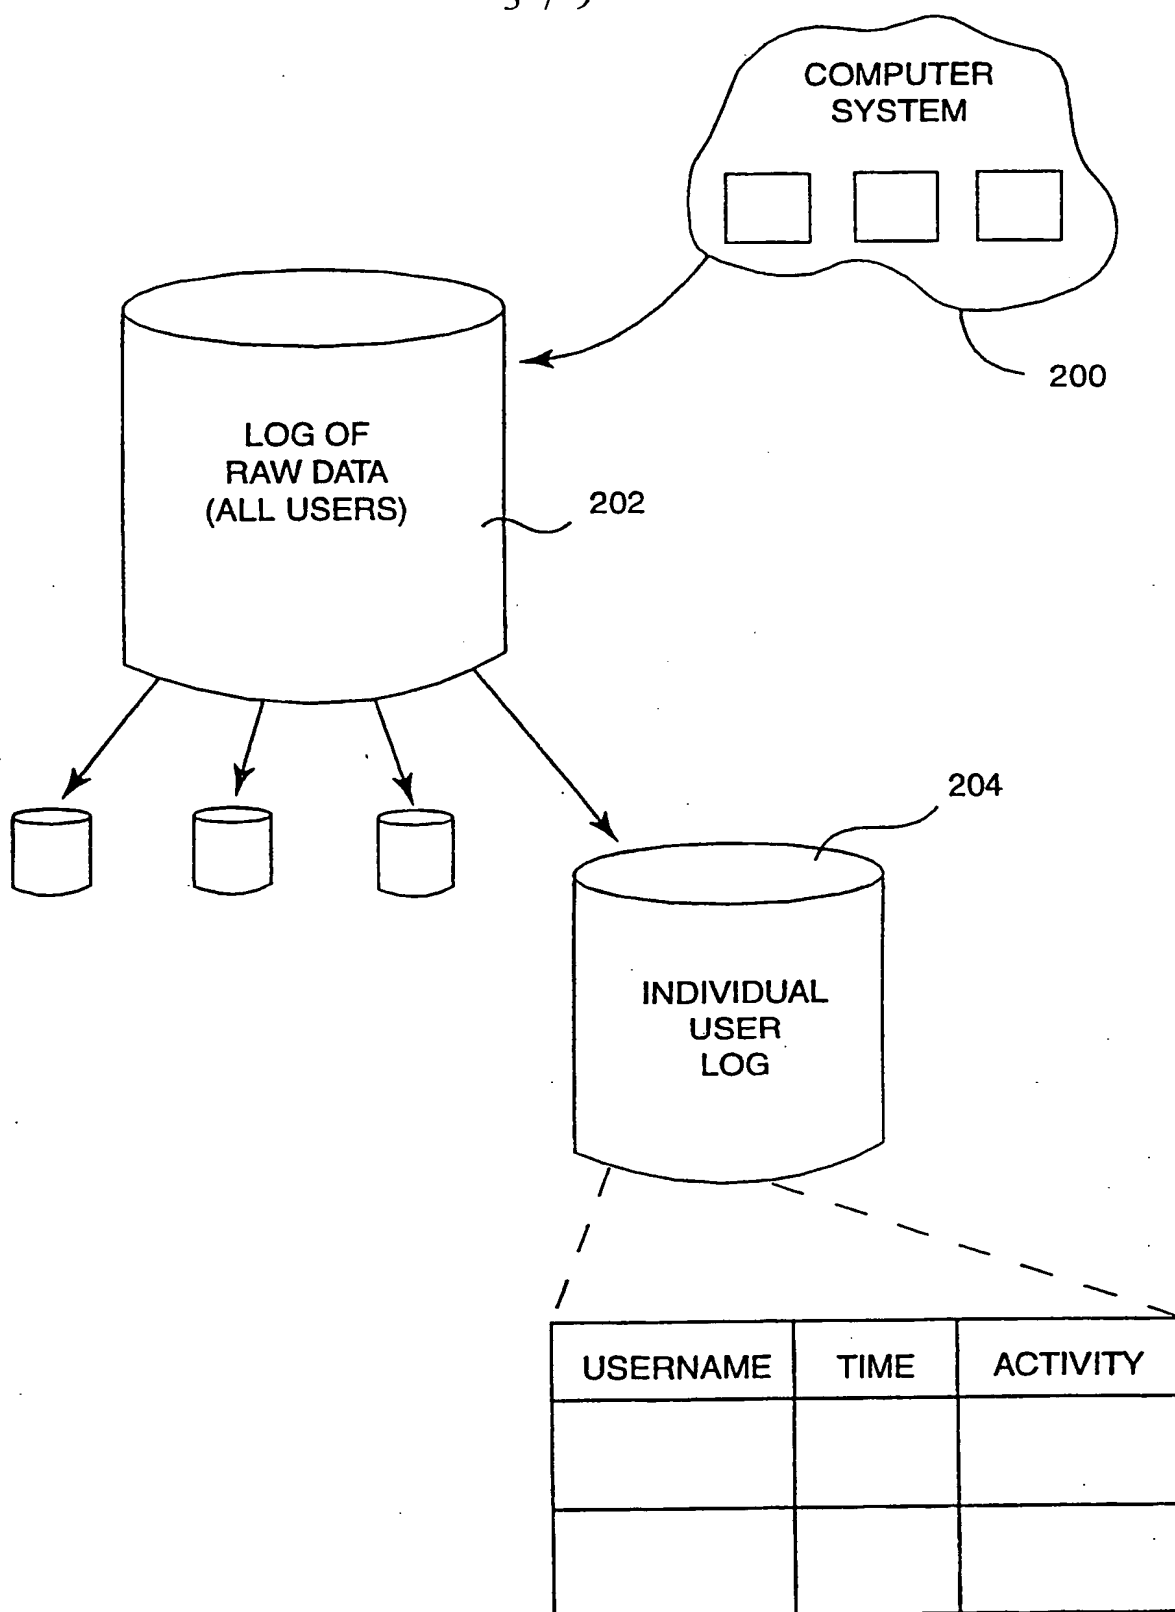 COMPUTER
SYSTEM
200
LOG OF
RAW DATA
(ALL USERS)
202
204
INDIVIDUAL
USER
LOG
USERNAME TIME ACTIVITY